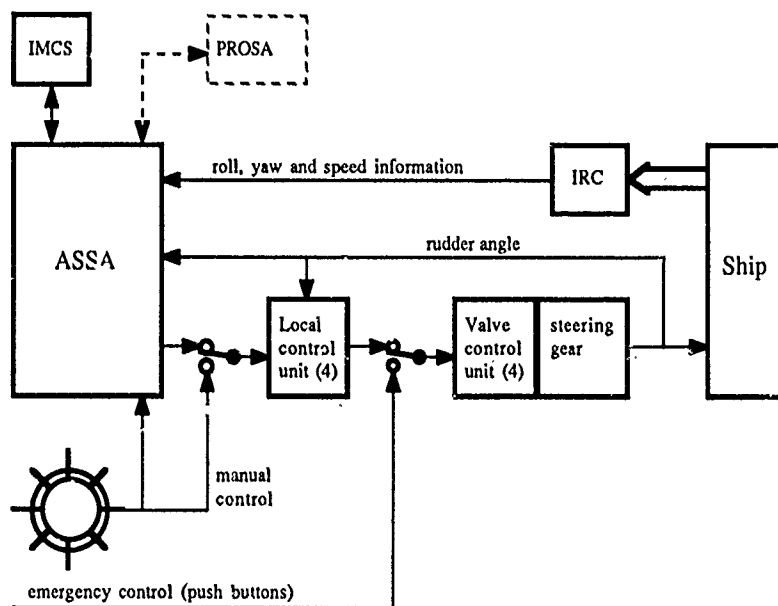 IMCS
PROSA
roll, yaw and speed information
IRC
ASSA
rudder angle
Ship
Local
control
unit (4)
Valve
control
unit (4)
steering
gear
manual
control
emergency control (push buttons)